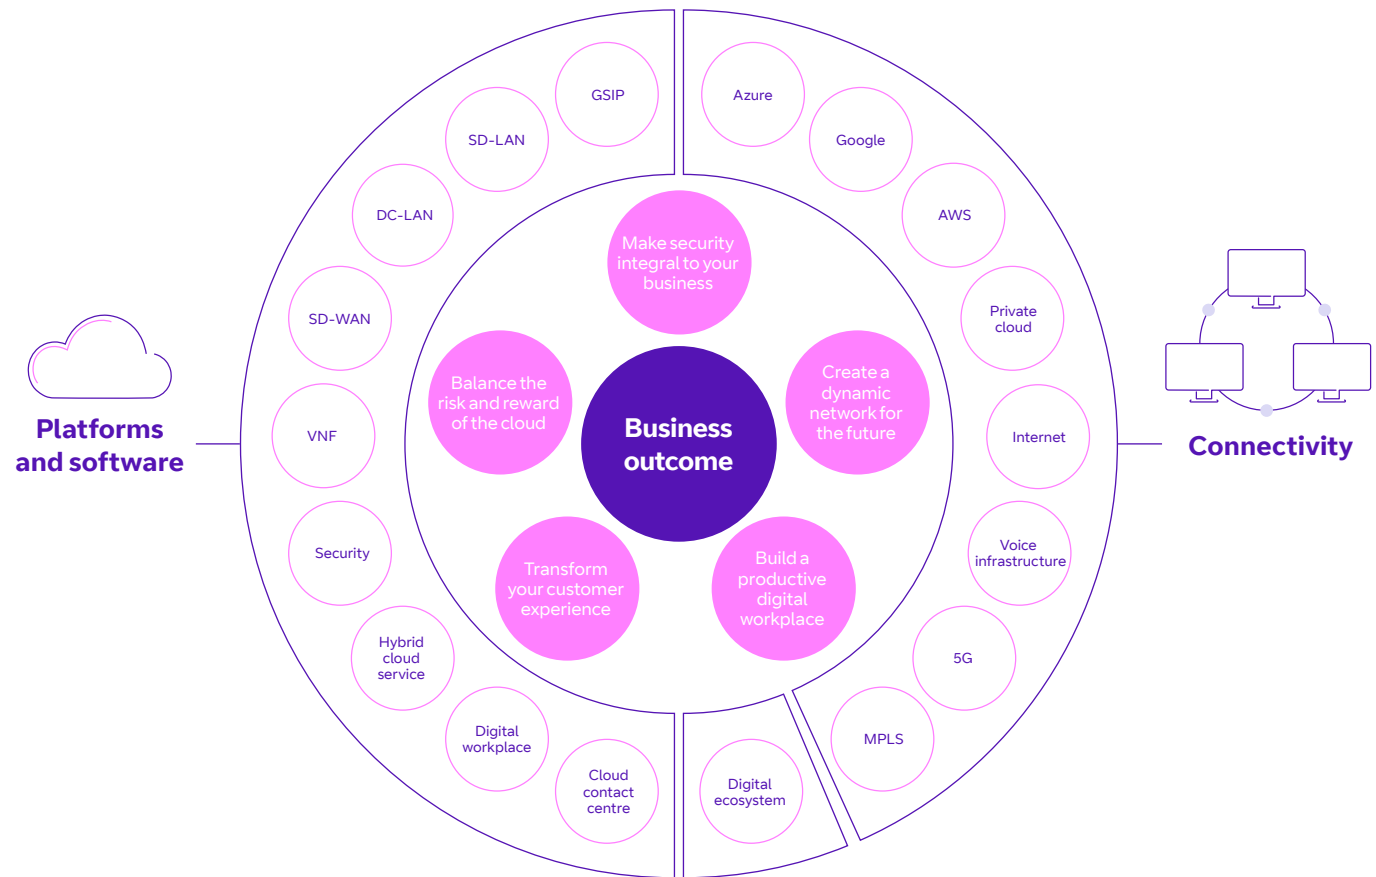 GSIP
SD-LAN
DC-LAN
SD-WAN
VNF
Security
Hybrid
cloud
service
Digital
workplace
Cloud
contact
centre
Azure
Google
AWS
Private
cloud
Internet
Voice
infrastructure
5G
MPLS
Digital
ecosystem
Make security
integral to your
business
Balance the
risk and reward
of the cloud
Create a
dynamic
network for
the future
Business
outcome
Transform
your customer
experience
Build a
productive
digital
workplace
Platforms
and software
Connectivity